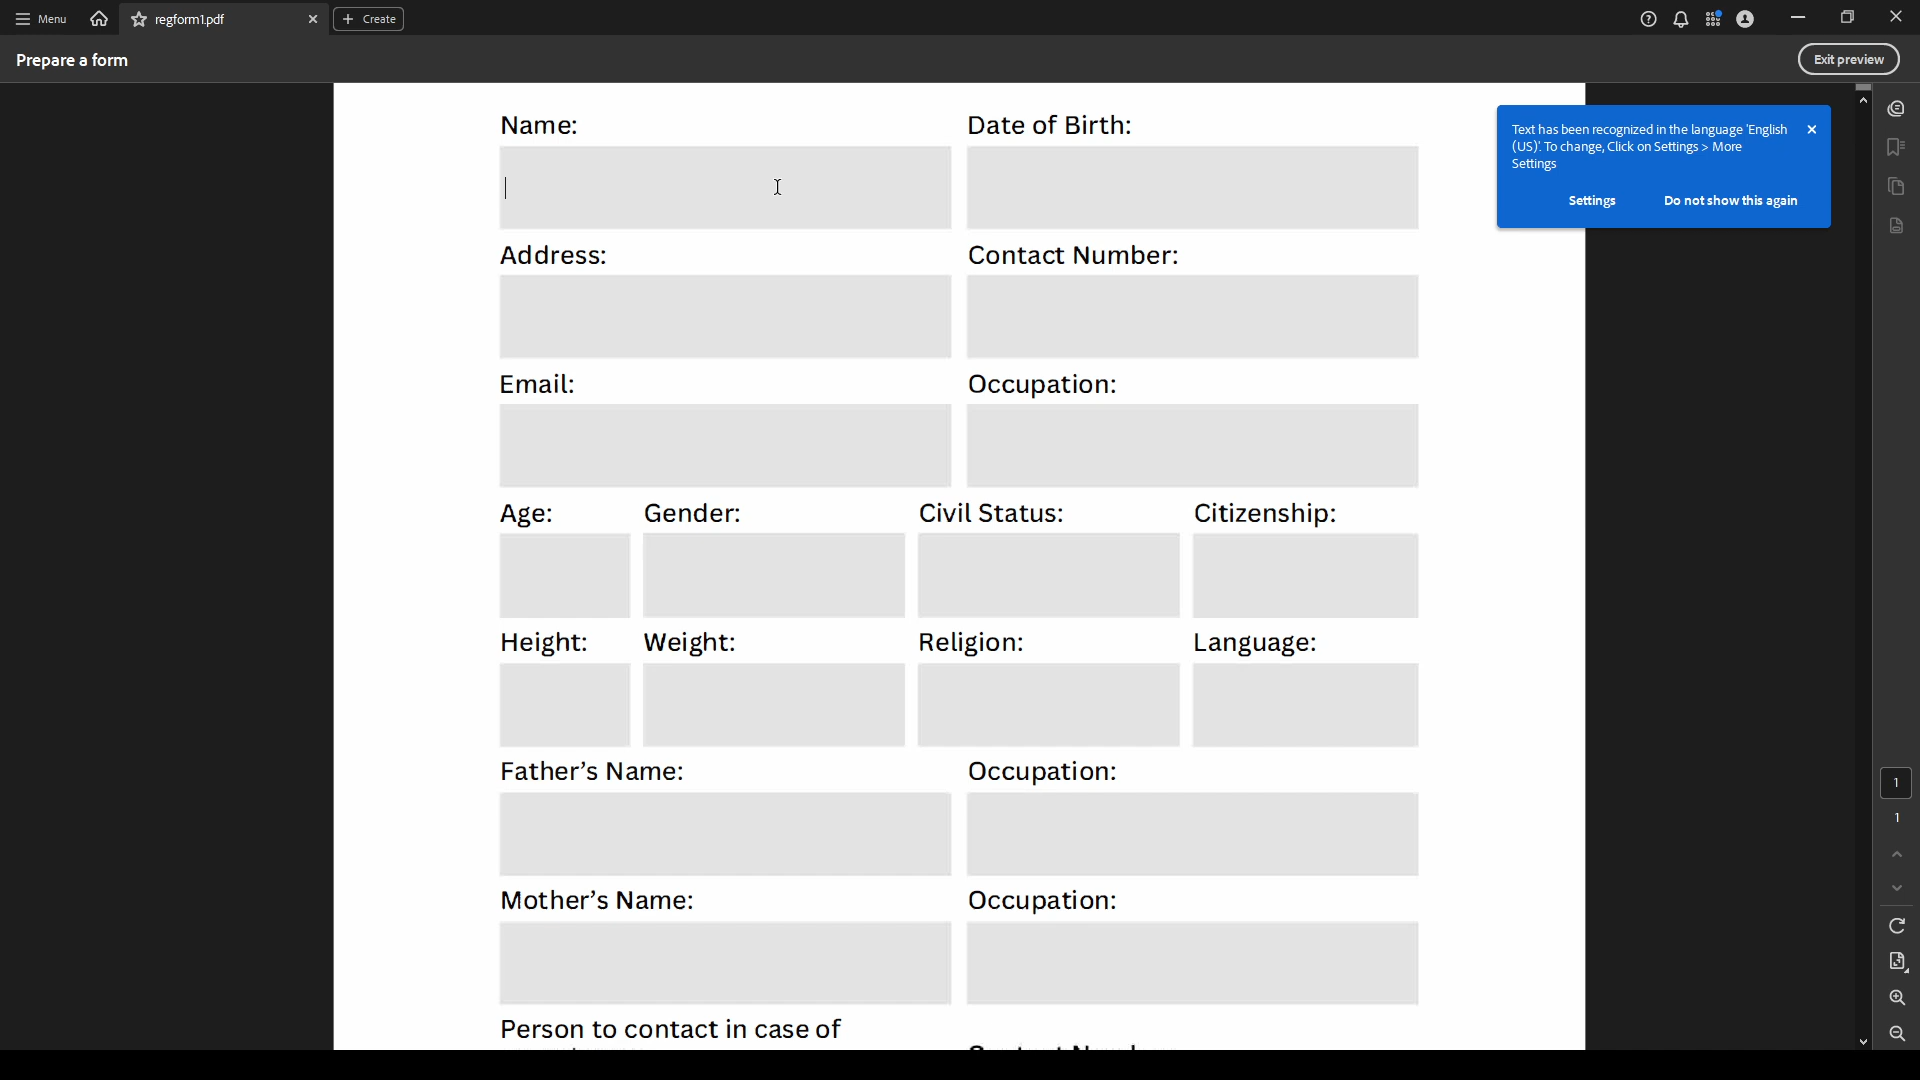 Menu
regform1.pdf
Create
Prepare a form
Exit preview
Name:
Date of Birth:
Text has been recognized in the language 'English
(US)'. To change, Click on Settings > More
Settings
Settings
Do not show this again
Address:
Contact Number:
Email:
Occupation:
Age:
Gender:
Civil Status:
Citizenship:
Height:
Weight:
Religion:
Language:
Father’s Name:
Occupation:
1
1
Mother’s Name:
Occupation:
Person to contact in case of